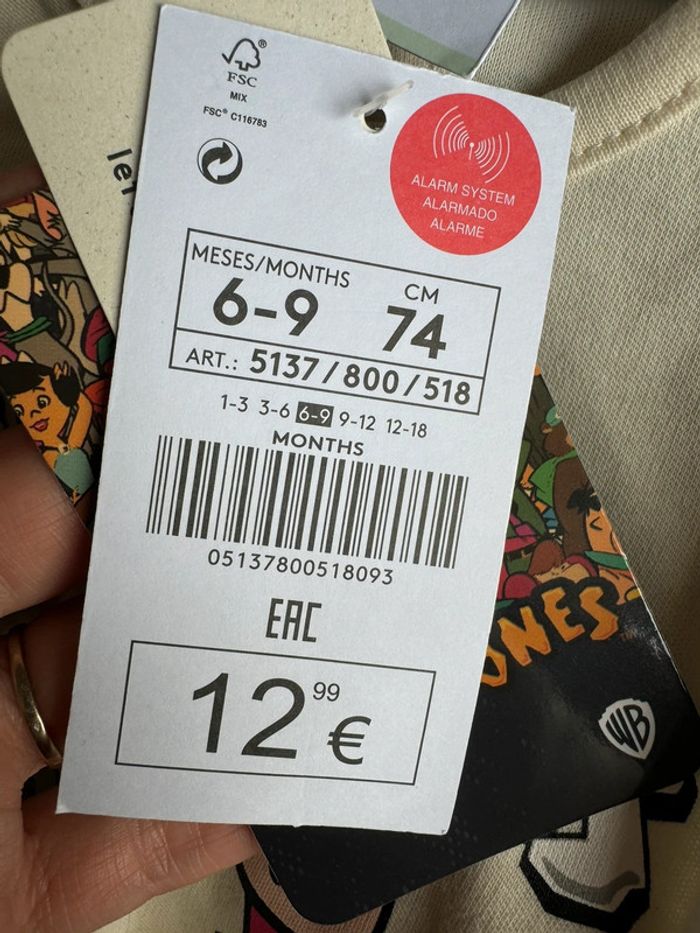 FSC®
MIX
FSC® C116783
ALARM SYSTEM
ALARMADO
ALARME
MESES/MONTHS
6-9
CM
74
ART.: 5137/800/518
1-3 3-6 6-9 9-12 12-18
MONTHS
05137800518093
EAC
12 99 €
ONES
WB